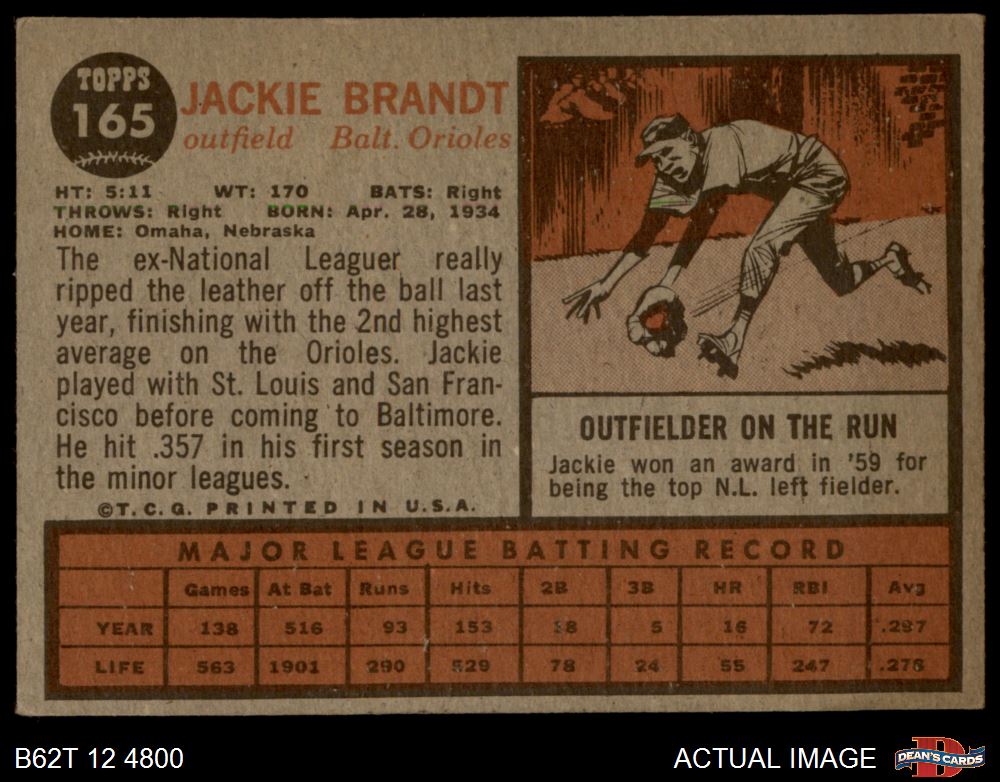 TOPPS
165
JACKIE BRANDT
outfield Balt. Orioles
HT: 5:11 WT: 170 BATS: Right
THROWS: Right BORN: Apr. 28, 1934
HOME: Omaha, Nebraska
The ex-National Leaguer really
ripped the leather off the ball last
year, finishing with the 2nd highest
average on the Orioles. Jackie
played with St. Louis and San Fran-
cisco before coming to Baltimore.
He hit .357 in his first season in
the minor leagues.
©T.C.G. PRINTED IN U.S.A.
OUTFIELDER ON THE RUN
Jackie won an award in '59 for
being the top N.L. left fielder.
MAJOR LEAGUE BATTING RECORD
Games At Bat Runs Hits 2B 3B HR RBI Avg
YEAR 138 516 93 153 18 5 16 72 .297
LIFE 563 1901 290 529 78 24 55 247 .278
B62T 12 4800
ACTUAL IMAGE
DEAN'S CARDS